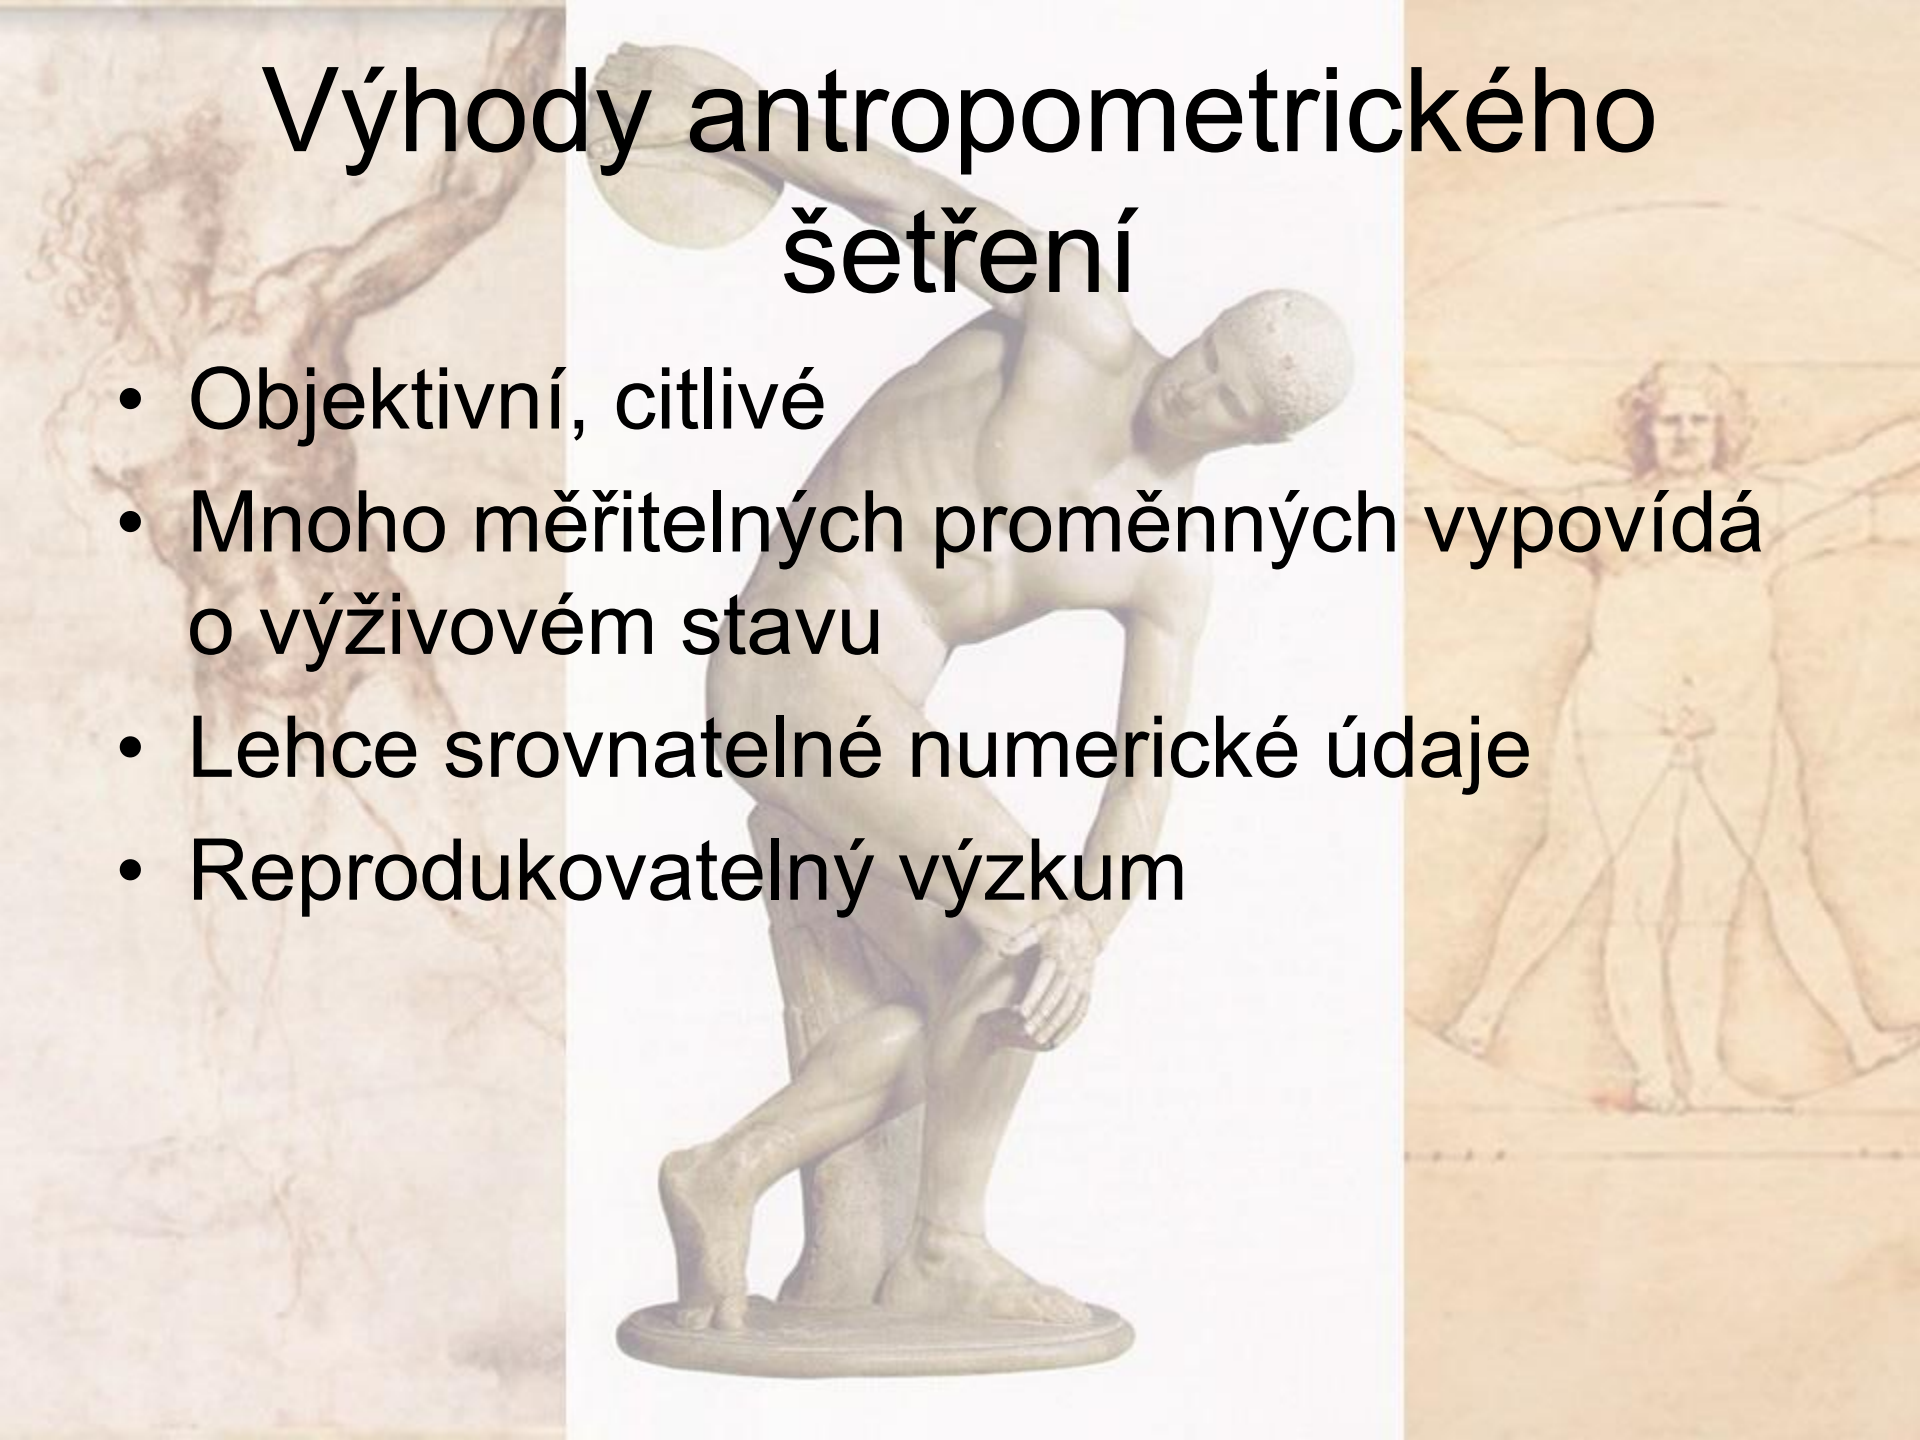 Výhody antropometrického
šetření
• Objektivní, citlivé
• Mnoho měřitelných proměnných vypovídá
o výživovém stavu
• Lehce srovnatelné numerické údaje
• Reprodukovatelný výzkum